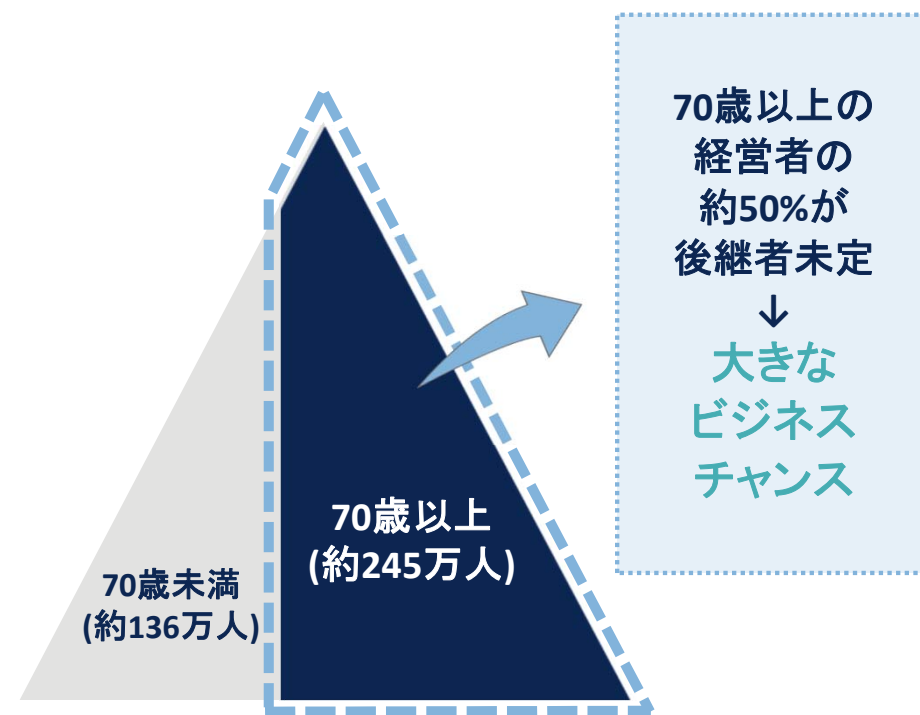 70歳以上の
経営者の
約50%が
後継者未定
↓
大きな
ビジネス
チャンス
70歳以上
(約245万人)
70歳未満
(約136万人)